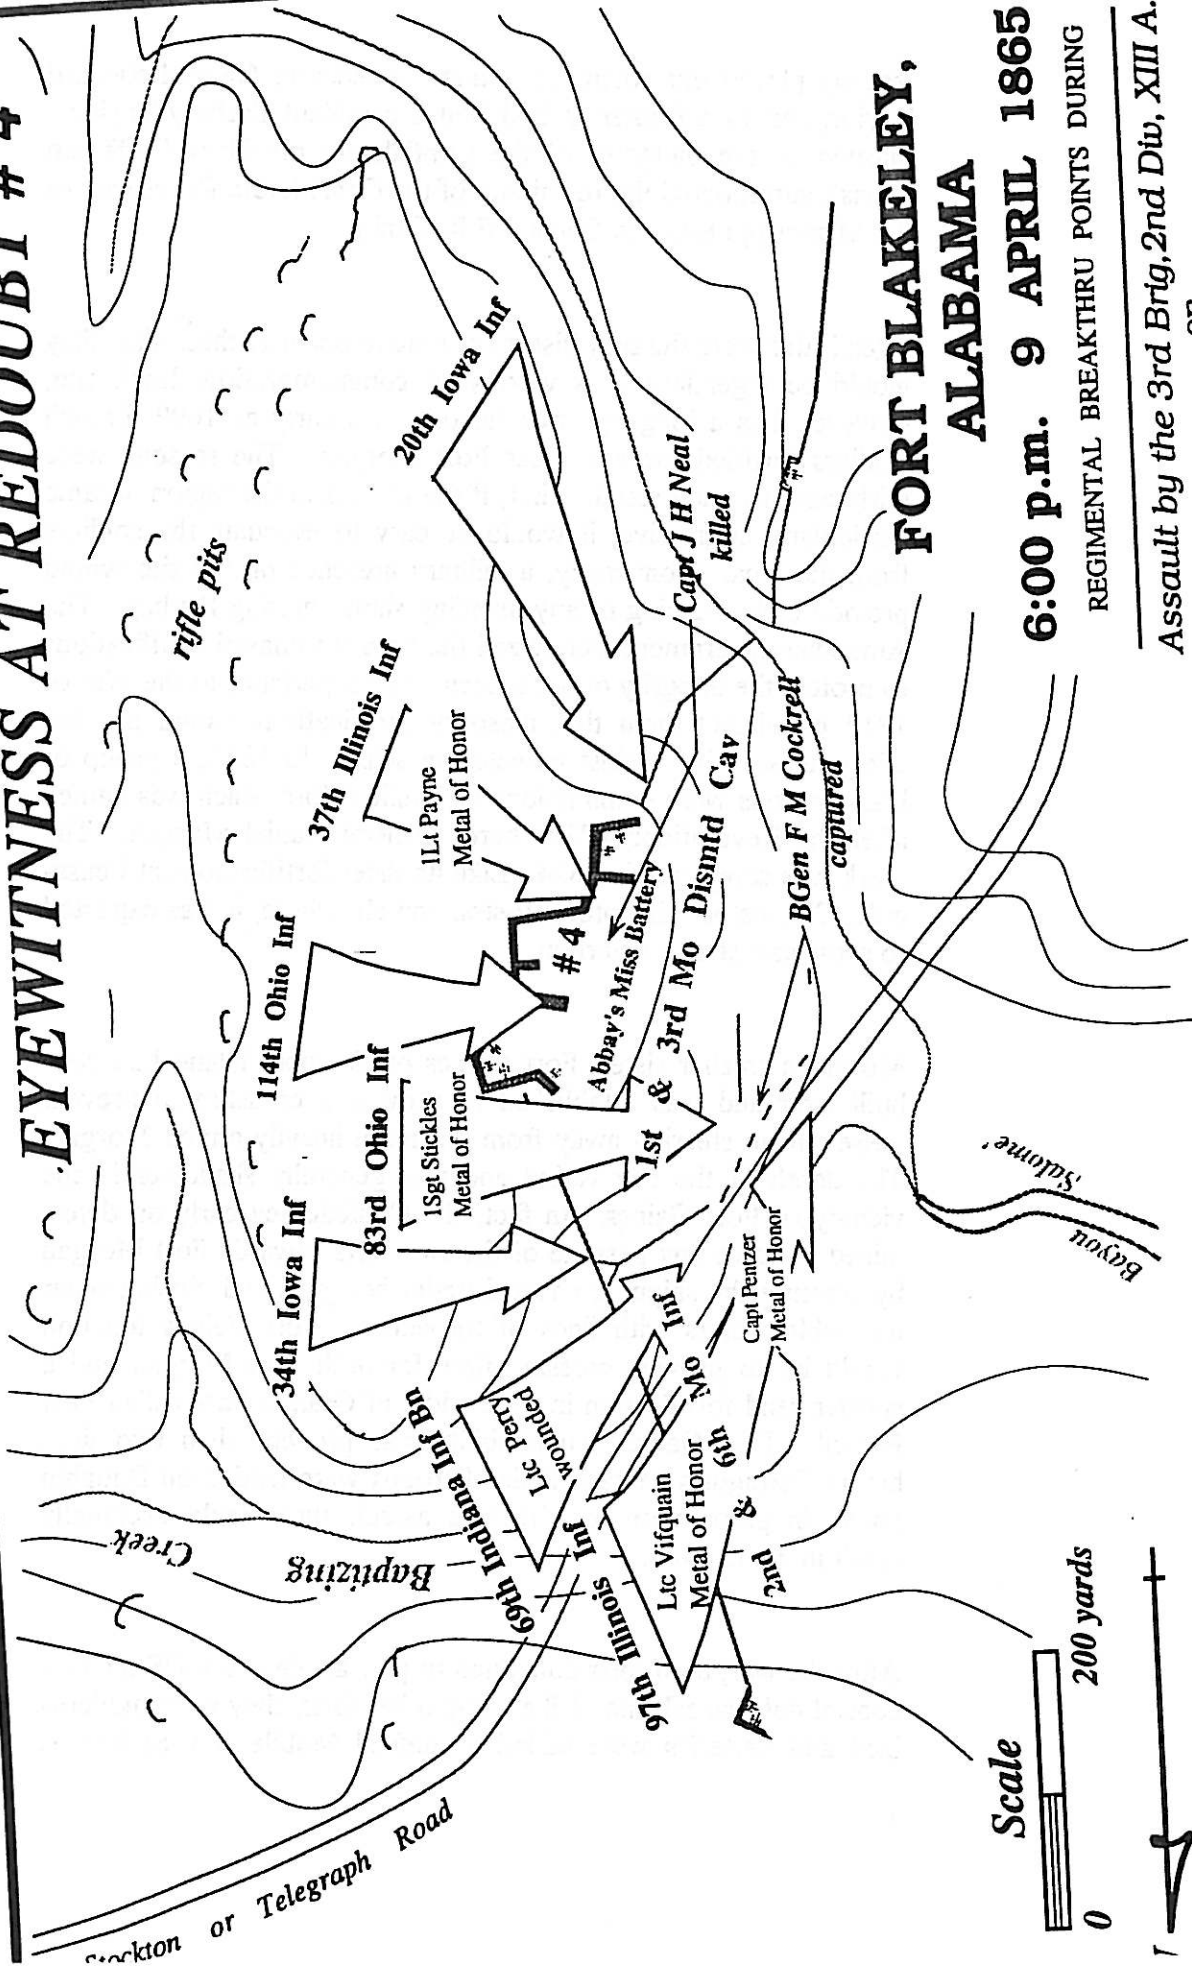 EYEWITNESS AT REDOUBT # 4
rifle pits
20th Iowa Inf
37th Illinois Inf
1Lt Payne
Metal of Honor
114th Ohio Inf
83rd Ohio Inf
1Sgt Stickles
Metal of Honor
34th Iowa Inf
69th Indiana Inf Bn
Ltc Perry
wounded
97th Illinois Inf
Ltc Vifquain
Metal of Honor
2nd & 6th Mo Inf
Capt Pentzer
Metal of Honor
# 4
Abbay's Miss Battery
1st & 3rd Mo Dismtd Cav
Capt J H Neal
killed
BGen F M Cockrell
captured
Baptizing
Creek
Stockton or Telegraph Road
Bayou
Salome'
FORT BLAKELEY,
ALABAMA
6:00 p.m. 9 APRIL 1865
REGIMENTAL BREAKTHRU POINTS DURING
Assault by the 3rd Brig, 2nd Div, XIII A.
on
Scale
0 200 yards